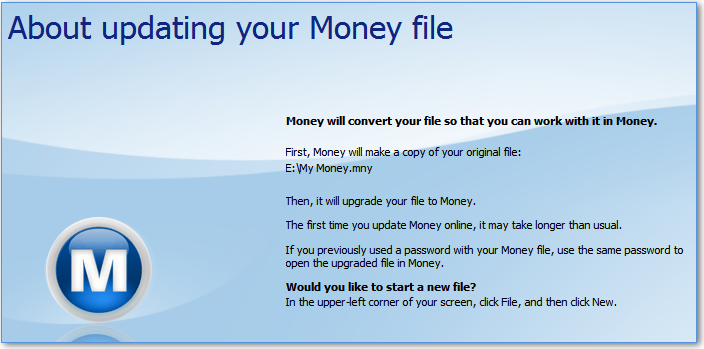 About updating your Money file
Money will convert your file so that you can work with it in Money.
First, Money will make a copy of your original file:
E:\My Money.mny
Then, it will upgrade your file to Money.
The first time you update Money online, it may take longer than usual.
If you previously used a password with your Money file, use the same password to
open the upgraded file in Money.
M
Would you like to start a new file?
In the upper-left corner of your screen, click File, and then click New.